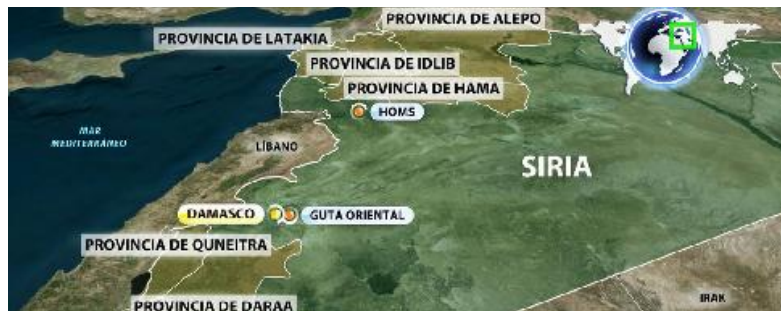 PROVINCIA DE ALEPO
PROVINCIA DE LATAKIA
PROVINCIA DE IDLIB
PROVINCIA DE HAMA
HOMS
MAR
MEDITERRÁNEO
LÍBANO
SIRIA
DAMASCO
GUTA ORIENTAL
PROVINCIA DE QUNEITRA
IRAK
PROVINCIA DE DARAA